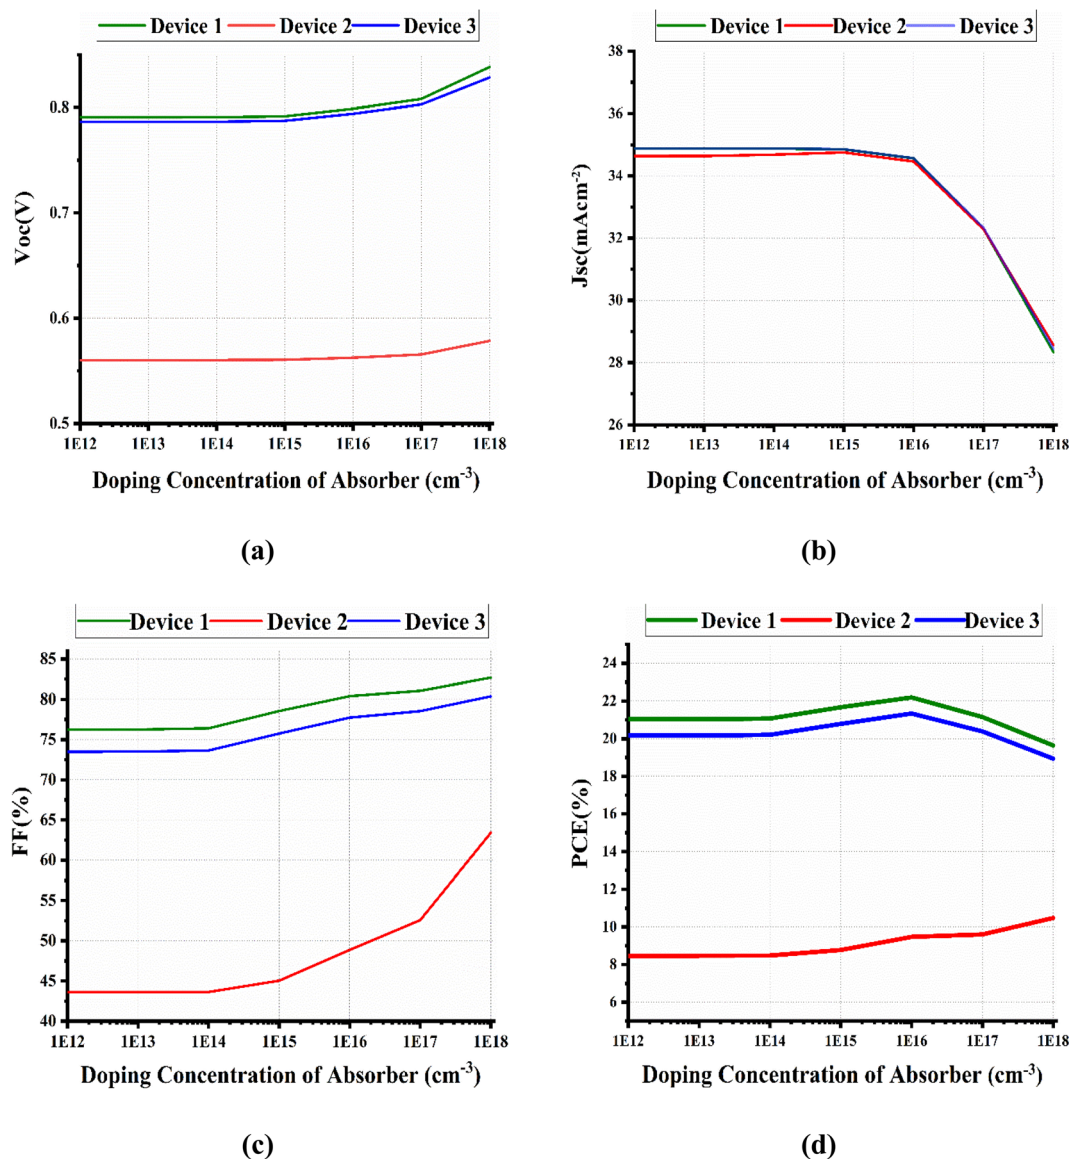 Device 1 Device 2 Device 3
0.8
0.7
0.6
0.5
Voc(V)
1E12 1E13 1E14 1E15 1E16 1E17 1E18
Doping Concentration of Absorber (cm⁻³)
(a)
Device 1 Device 2 Device 3
38
36
34
32
30
28
26
Jsc(mAcm⁻²)
1E12 1E13 1E14 1E15 1E16 1E17 1E18
Doping Concentration of Absorber (cm⁻³)
(b)
Device 1 Device 2 Device 3
85
80
75
70
65
60
55
50
45
40
FF(%)
1E12 1E13 1E14 1E15 1E16 1E17 1E18
Doping Concentration of Absorber (cm⁻³)
(c)
Device 1 Device 2 Device 3
24
22
20
18
16
14
12
10
8
6
PCE(%)
1E12 1E13 1E14 1E15 1E16 1E17 1E18
Doping Concentration of Absorber (cm⁻³)
(d)